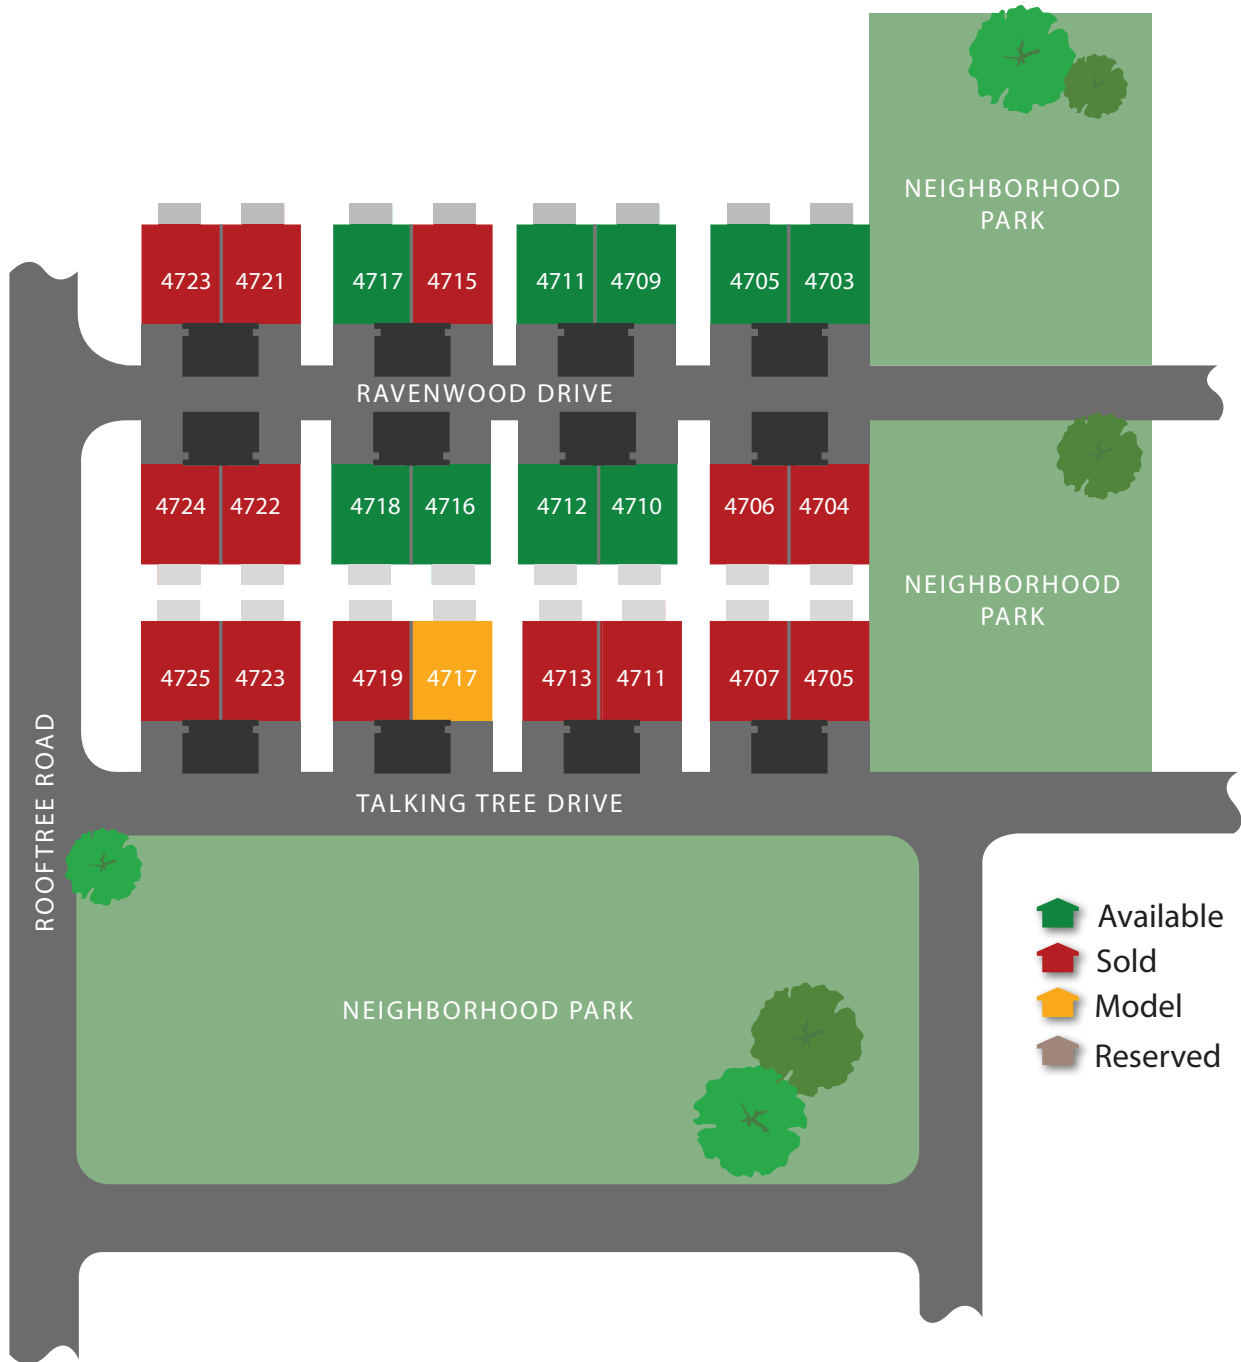 NEIGHBORHOOD
PARK
4723 4721 4717 4715 4711 4709 4705 4703
RAVENWOOD DRIVE
4724 4722 4718 4716 4712 4710 4706 4704
NEIGHBORHOOD
PARK
4725 4723 4719 4717 4713 4711 4707 4705
ROOFTREE ROAD
TALKING TREE DRIVE
NEIGHBORHOOD PARK
Available
Sold
Model
Reserved